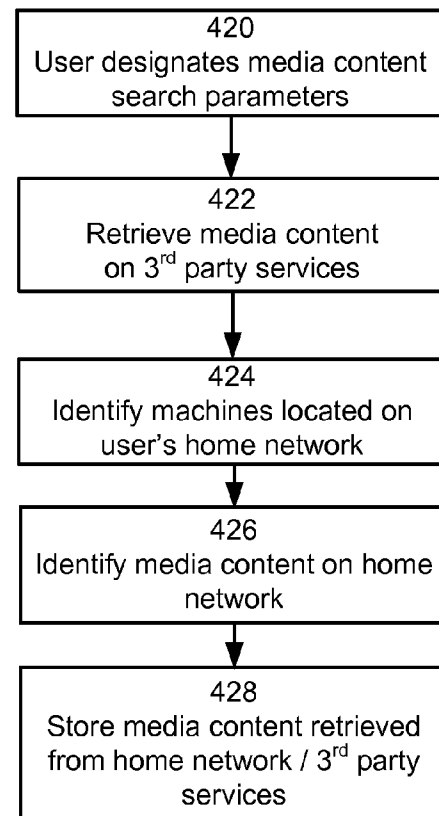 420
User designates media content
search parameters
422
Retrieve media content
on 3rd party services
424
Identify machines located on
user's home network
426
Identify media content on home
network
428
Store media content retrieved
from home network / 3rd party
services